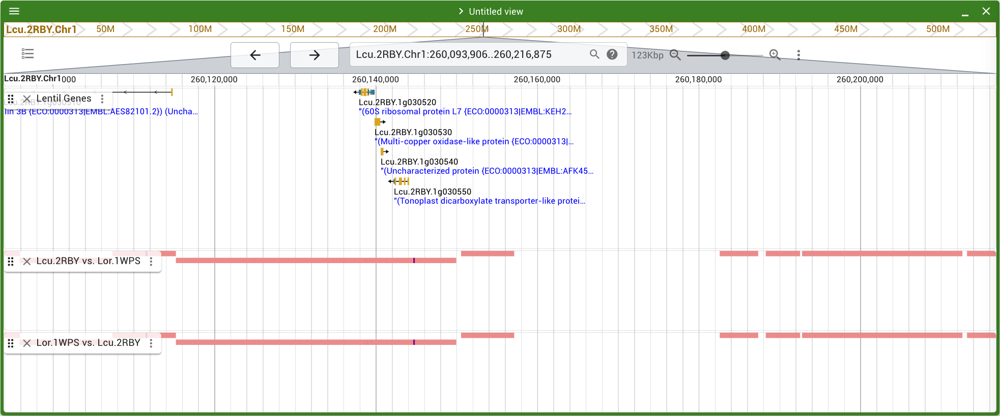 Untitled view
Lcu.2RBY.Chr1 50M 100M 150M 200M 250M 300M 350M 400M 450M 500M
Lcu.2RBY.Chr1:260,093,906..260,216,875 ? 123Kbp
Lcu.2RBY.Chr1 000 260,120,000 260,140,000 260,160,000 260,180,000 260,200,000
Lentil Genes
Lcu.2RBY.1g030510
lin 3B {ECO:0000313|EMBL:AES82101.2}) (Uncha...
Lcu.2RBY.1g030520
"(60S ribosomal protein L7 {ECO:0000313|EMBL:KEH2...
Lcu.2RBY.1g030530
"(Multi-copper oxidase-like protein {ECO:0000313|...
Lcu.2RBY.1g030540
"(Uncharacterized protein {ECO:0000313|EMBL:AFK45...
Lcu.2RBY.1g030550
"(Tonoplast dicarboxylate transporter-like protei...
Lcu.2RBY vs. Lor.1WPS
Lor.1WPS vs. Lcu.2RBY